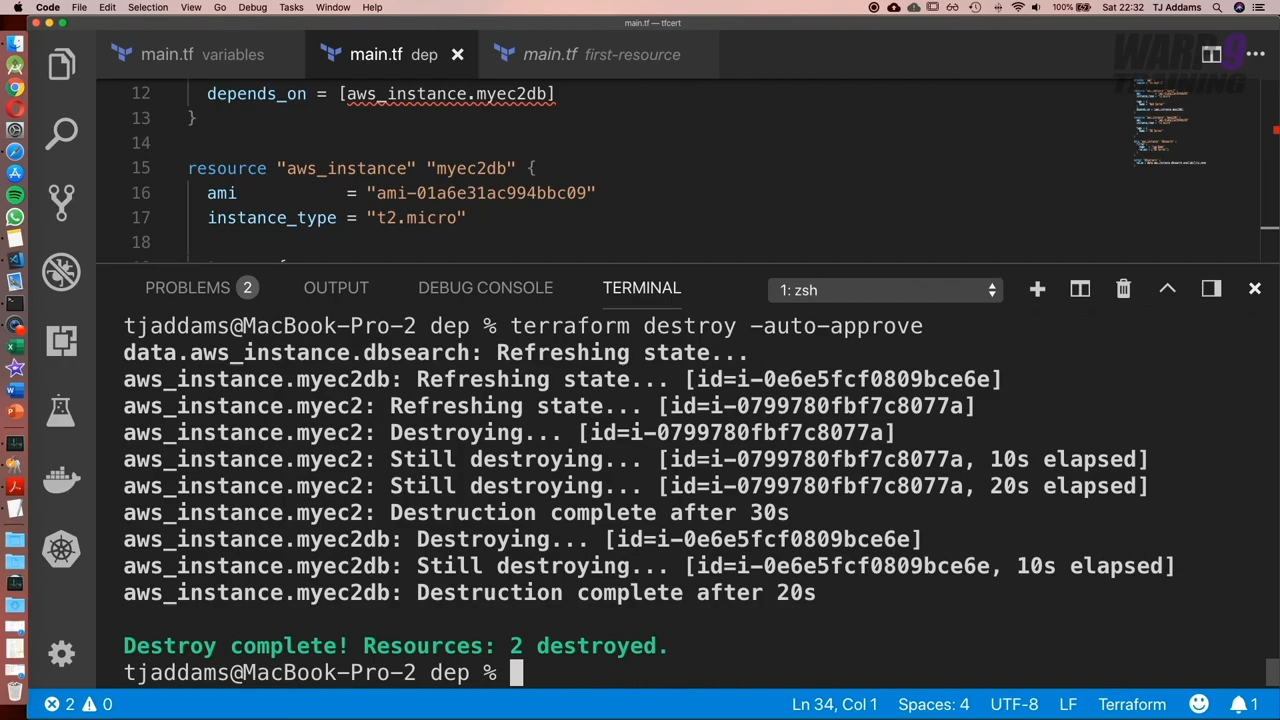 Code File Edit Selection View Go Debug Tasks Window Help 100% Sat 22:32 TJ Addams
main.tf — tfcert
main.tf variables
main.tf dep
main.tf first-resource
WARD9
TRAINING
12 depends_on = [aws_instance.myec2db]
13 }
14
15 resource "aws_instance" "myec2db" {
16 ami = "ami-01a6e31ac994bbc09"
17 instance_type = "t2.micro"
18
PROBLEMS 2 OUTPUT DEBUG CONSOLE TERMINAL 1: zsh
tjaddams@MacBook-Pro-2 dep % terraform destroy -auto-approve
data.aws_instance.dbsearch: Refreshing state...
aws_instance.myec2db: Refreshing state... [id=i-0e6e5fcf0809bce6e]
aws_instance.myec2: Refreshing state... [id=i-0799780fbf7c8077a]
aws_instance.myec2: Destroying... [id=i-0799780fbf7c8077a]
aws_instance.myec2: Still destroying... [id=i-0799780fbf7c8077a, 10s elapsed]
aws_instance.myec2: Still destroying... [id=i-0799780fbf7c8077a, 20s elapsed]
aws_instance.myec2: Destruction complete after 30s
aws_instance.myec2db: Destroying... [id=i-0e6e5fcf0809bce6e]
aws_instance.myec2db: Still destroying... [id=i-0e6e5fcf0809bce6e, 10s elapsed]
aws_instance.myec2db: Destruction complete after 20s
Destroy complete! Resources: 2 destroyed.
tjaddams@MacBook-Pro-2 dep %
2 0 Ln 34, Col 1 Spaces: 4 UTF-8 LF Terraform 1